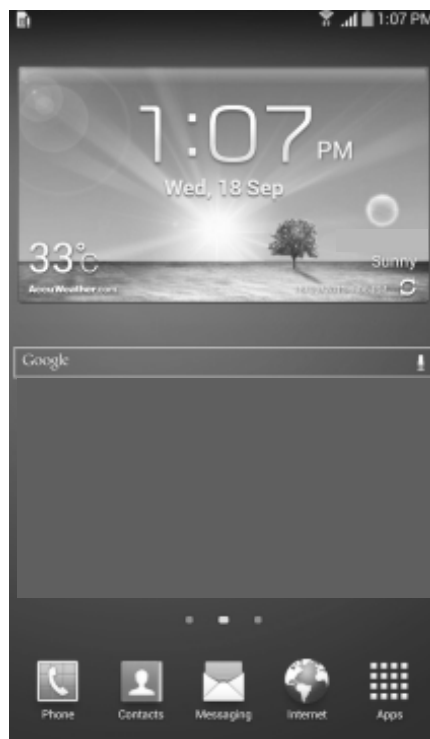 1:07 PM
1:07 PM
Wed, 18 Sep
33°C
Sunny
AccuWeather.com
Google
Phone Contacts Messaging Internet Apps